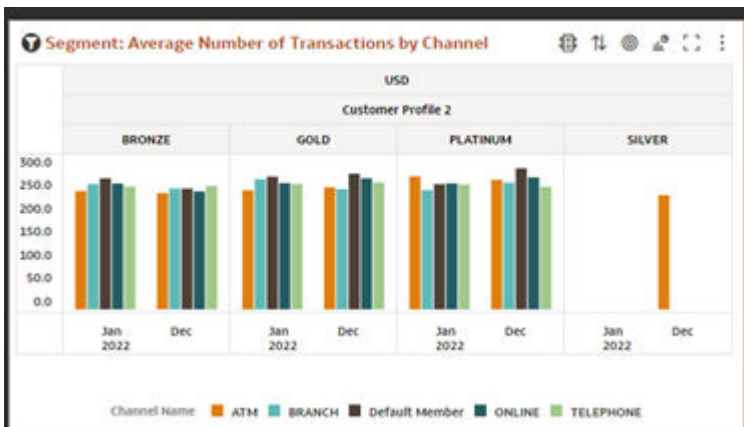 Segment: Average Number of Transactions by Channel
USD
Customer Profile 2
BRONZE GOLD PLATINUM SILVER
300.0
250.0
200.0
150.0
100.0
50.0
0.0
Jan 2022 Dec Jan 2022 Dec Jan 2022 Dec Jan 2022 Dec
Channel Name ATM BRANCH Default Member ONLINE TELEPHONE